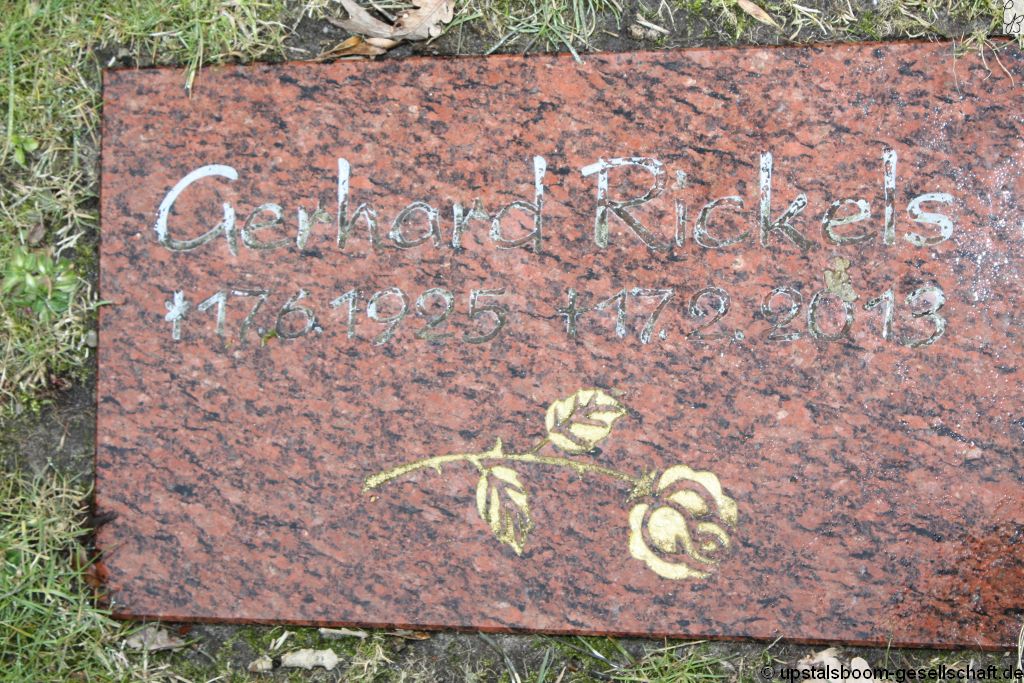 Gerhard Rickels
* 17.6.1925 † 17.2.2013
© upstalsboom-gesellschaft.de